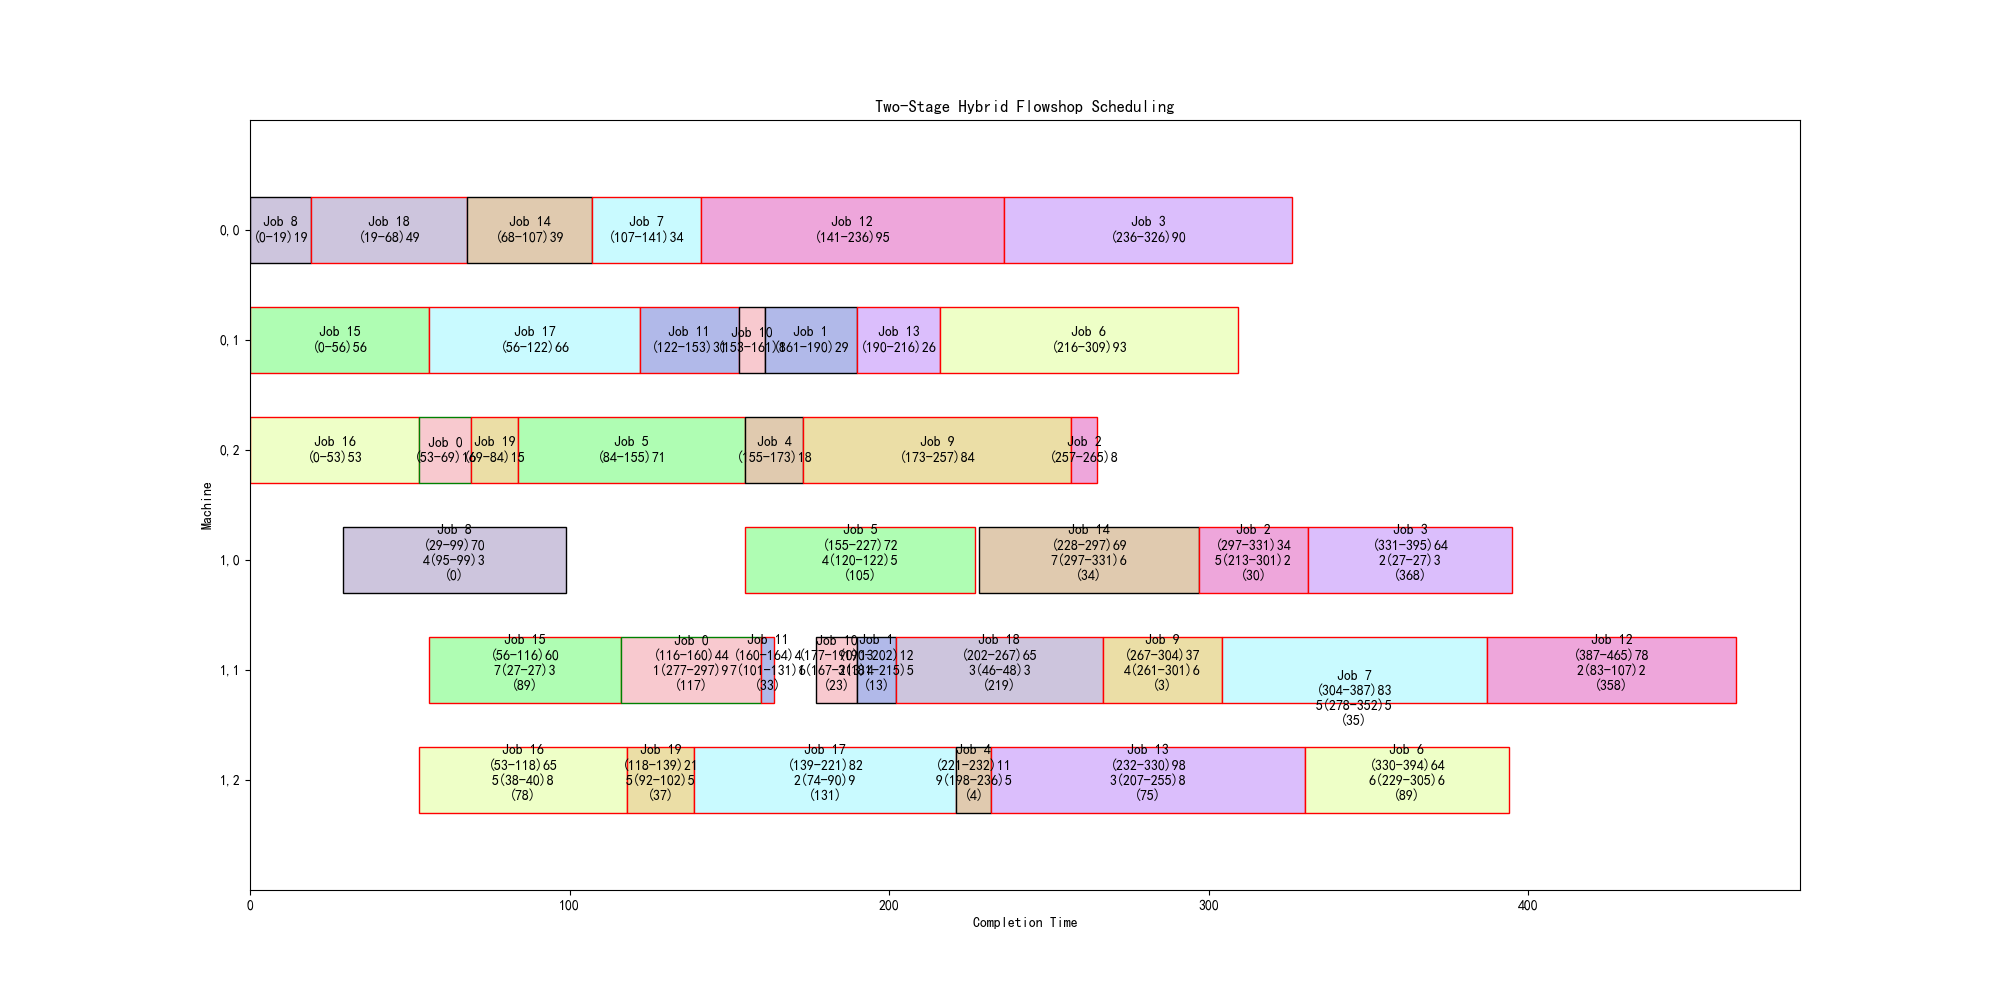 Two-Stage Hybrid Flowshop Scheduling
0,0
Job 8
(0-19)19
Job 18
(19-68)49
Job 14
(68-107)39
Job 7
(107-141)34
Job 12
(141-236)95
Job 3
(236-326)90
0,1
Job 15
(0-56)56
Job 17
(56-122)66
Job 11
(122-153)31
Job 10
(153-161)8
Job 1
(161-190)29
Job 13
(190-216)26
Job 6
(216-309)93
0,2
Job 16
(0-53)53
Job 0
(53-69)16
Job 19
(69-84)15
Job 5
(84-155)71
Job 4
(155-173)18
Job 9
(173-257)84
Job 2
(257-265)8
1,0
Job 8
(29-99)70
4(95-99)3
(0)
Job 5
(155-227)72
4(120-122)5
(105)
Job 14
(228-297)69
7(297-331)6
(34)
Job 2
(297-331)34
5(213-301)2
(30)
Job 3
(331-395)64
2(27-27)3
(368)
1,1
Job 15
(56-116)60
7(27-27)3
(89)
Job 0
(116-160)44
1(277-297)9
(117)
Job 11
(160-164)4
7(101-131)6
(33)
Job 10
(177-190)13
(23)
Job 1
(190-202)12
(13)
Job 18
(202-267)65
3(46-48)3
(219)
Job 9
(267-304)37
4(261-301)6
(3)
Job 7
(304-387)83
5(278-352)5
(35)
Job 12
(387-465)78
2(83-107)2
(358)
1,2
Job 16
(53-118)65
5(38-40)8
(78)
Job 19
(118-139)21
5(92-102)5
(37)
Job 17
(139-221)82
2(74-90)9
(131)
Job 4
(221-232)11
9(198-236)5
(4)
Job 13
(232-330)98
3(207-255)8
(75)
Job 6
(330-394)64
6(229-305)6
(89)
Machine
0
100
200
300
400
Completion Time